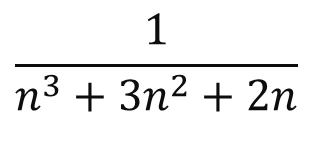 1
n³ + 3n² + 2n